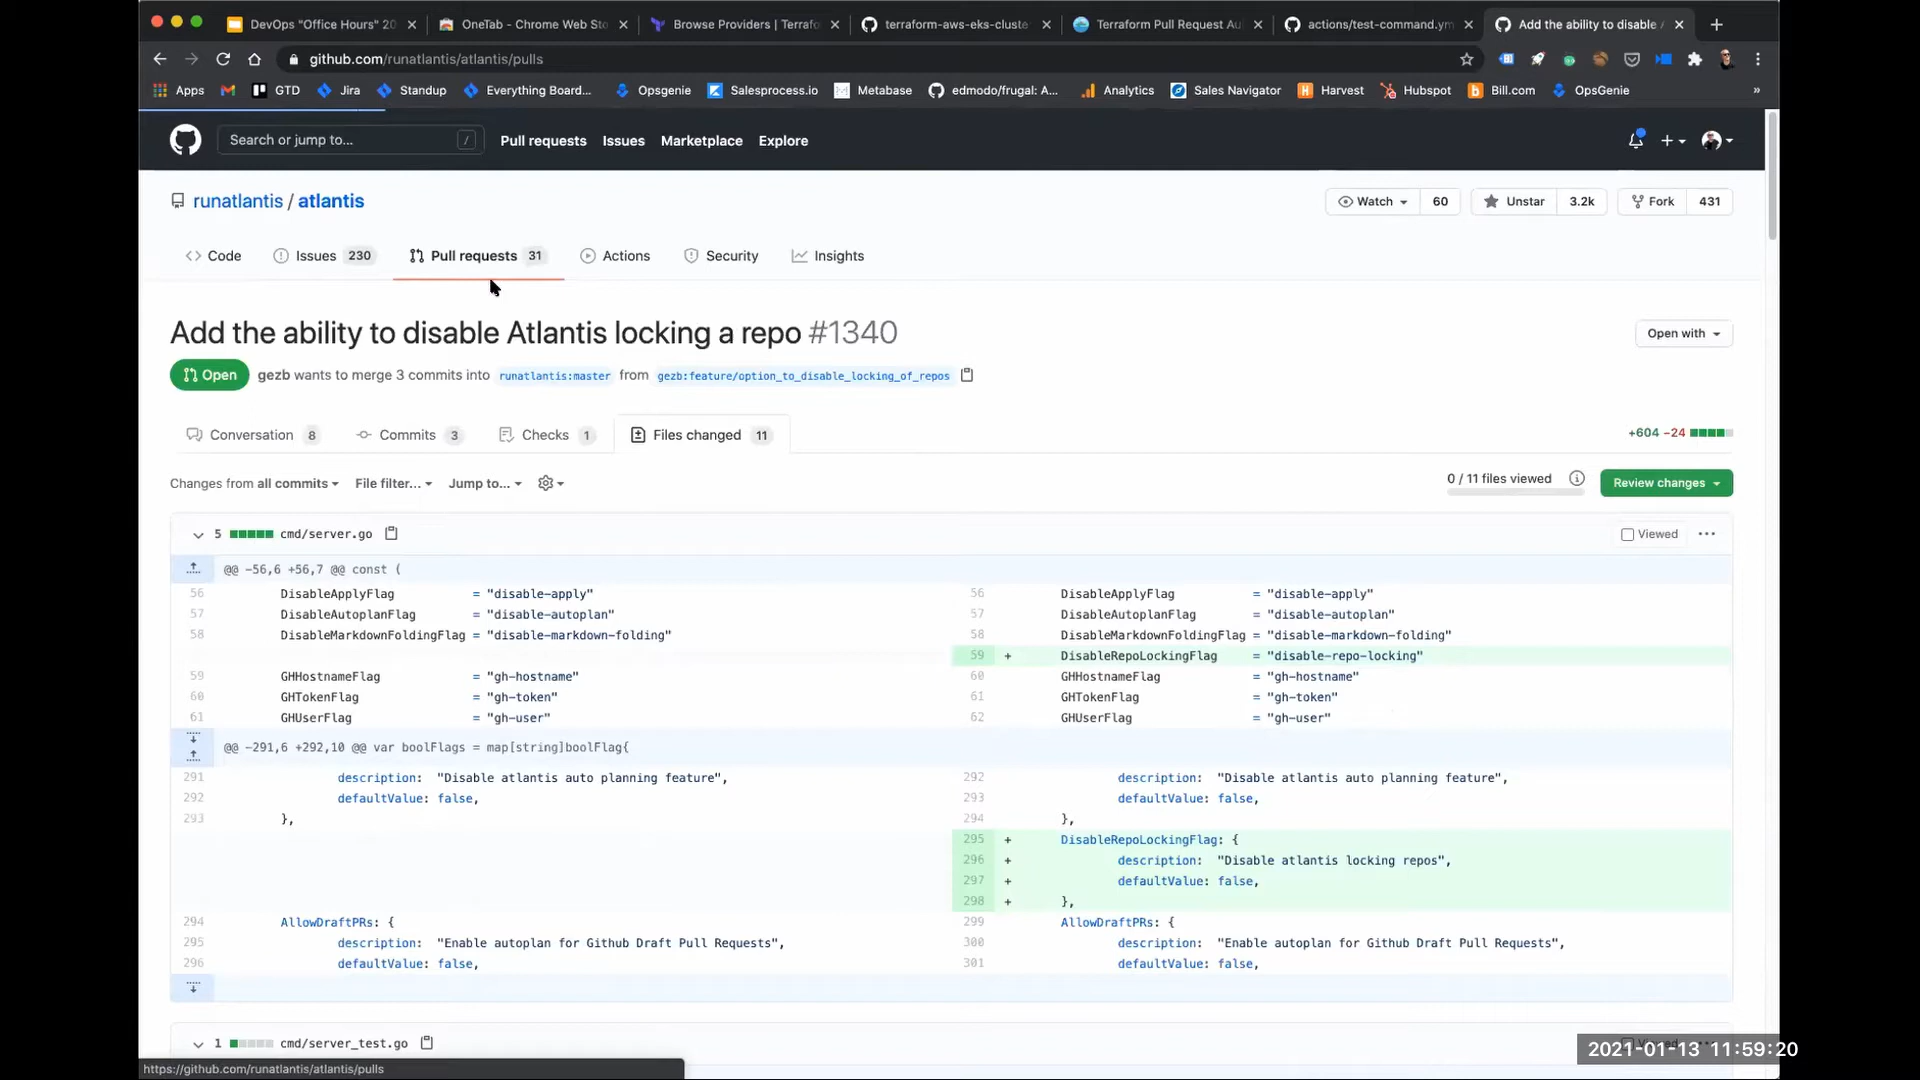 DevOps "Office Hours" 20
OneTab - Chrome Web Sto
Browse Providers | Terrafo
terraform-aws-eks-cluste
Terraform Pull Request Au
actions/test-command.ym
Add the ability to disable A
github.com/runatlantis/atlantis/pulls
Apps GTD Jira Standup Everything Board... Opsgenie Salesprocess.io Metabase edmodo/frugal: A... Analytics Sales Navigator Harvest Hubspot Bill.com OpsGenie »
Search or jump to... / Pull requests Issues Marketplace Explore
runatlantis / atlantis
Watch 60 Unstar 3.2k Fork 431
<> Code Issues 230 Pull requests 31 Actions Security Insights
Add the ability to disable Atlantis locking a repo #1340
Open with
Open gezb wants to merge 3 commits into runatlantis:master from gezb:feature/option_to_disable_locking_of_repos
Conversation 8 Commits 3 Checks 1 Files changed 11
+604 −24
Changes from all commits File filter... Jump to...
0 / 11 files viewed Review changes
5 cmd/server.go
Viewed ...
@@ -56,6 +56,7 @@ const (
56 DisableApplyFlag = "disable-apply" 56 DisableApplyFlag = "disable-apply"
57 DisableAutoplanFlag = "disable-autoplan" 57 DisableAutoplanFlag = "disable-autoplan"
58 DisableMarkdownFoldingFlag = "disable-markdown-folding" 58 DisableMarkdownFoldingFlag = "disable-markdown-folding"
59 + DisableRepoLockingFlag = "disable-repo-locking"
59 GHHostnameFlag = "gh-hostname" 60 GHHostnameFlag = "gh-hostname"
60 GHTokenFlag = "gh-token" 61 GHTokenFlag = "gh-token"
61 GHUserFlag = "gh-user" 62 GHUserFlag = "gh-user"
@@ -291,6 +292,10 @@ var boolFlags = map[string]boolFlag{
291 description: "Disable atlantis auto planning feature", 292 description: "Disable atlantis auto planning feature",
292 defaultValue: false, 293 defaultValue: false,
293 }, 294 },
295 + DisableRepoLockingFlag: {
296 + description: "Disable atlantis locking repos",
297 + defaultValue: false,
298 + },
294 AllowDraftPRs: { 299 AllowDraftPRs: {
295 description: "Enable autoplan for Github Draft Pull Requests", 300 description: "Enable autoplan for Github Draft Pull Requests",
296 defaultValue: false, 301 defaultValue: false,
1 cmd/server_test.go
2021-01-13 11:59:20
https://github.com/runatlantis/atlantis/pulls